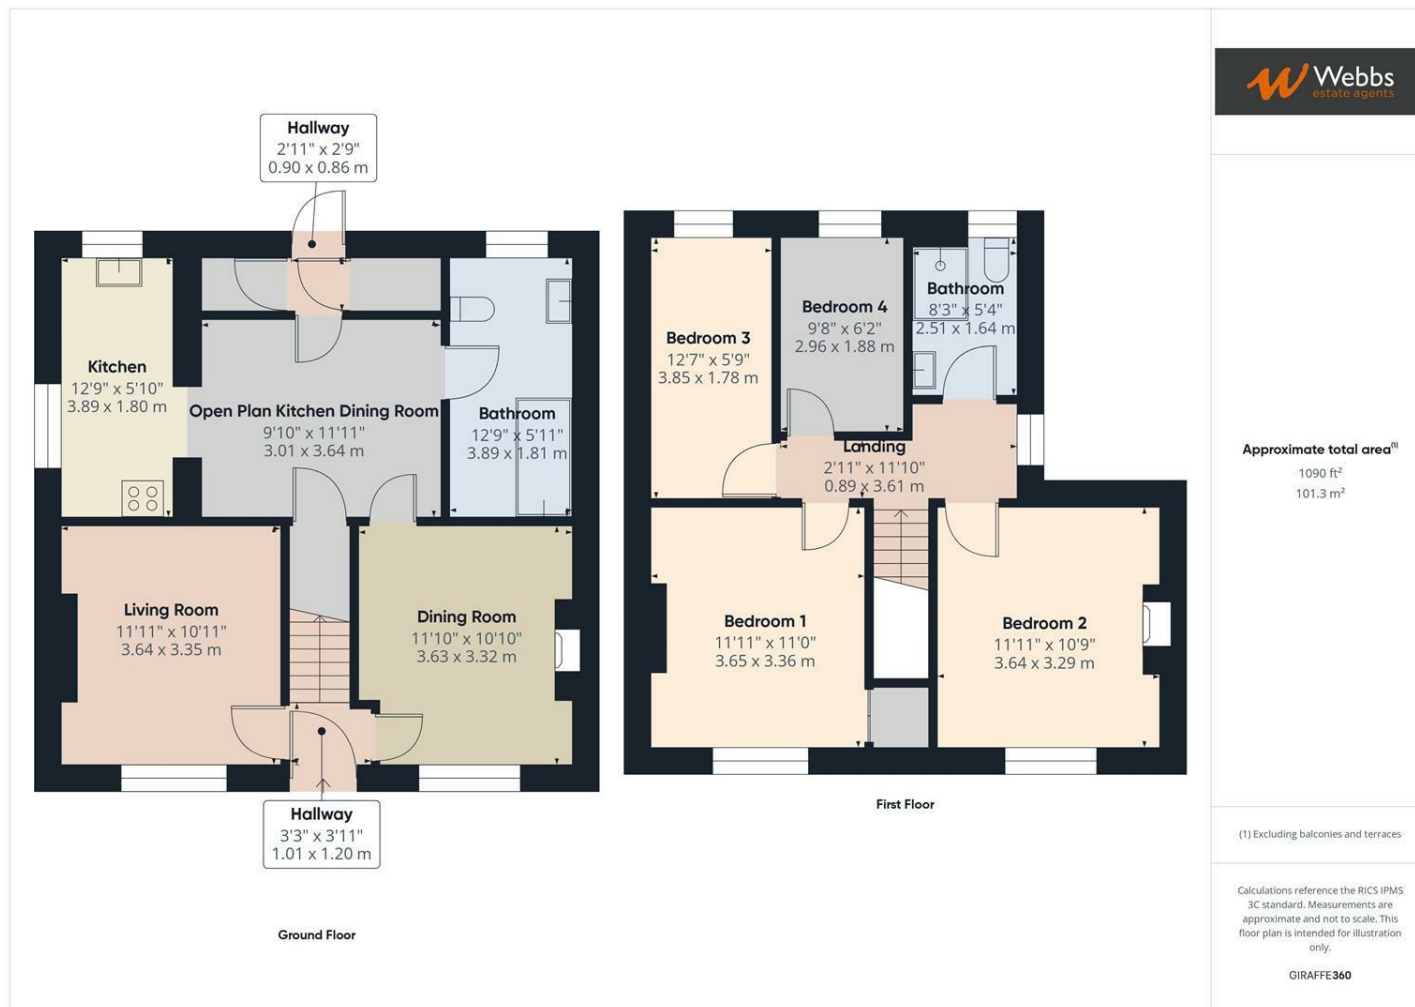 Hallway
2'11" x 2'9"
0.90 x 0.86 m
Kitchen
12'9" x 5'10"
3.89 x 1.80 m
Open Plan Kitchen Dining Room
9'10" x 11'11"
3.01 x 3.64 m
Bathroom
12'9" x 5'11"
3.89 x 1.81 m
Living Room
11'11" x 10'11"
3.64 x 3.35 m
Dining Room
11'10" x 10'10"
3.63 x 3.32 m
Hallway
3'3" x 3'11"
1.01 x 1.20 m
Ground Floor
Bedroom 3
12'7" x 5'9"
3.85 x 1.78 m
Bedroom 4
9'8" x 6'2"
2.96 x 1.88 m
Bathroom
8'3" x 5'4"
2.51 x 1.64 m
Landing
2'11" x 11'10"
0.89 x 3.61 m
Bedroom 1
11'11" x 11'0"
3.65 x 3.36 m
Bedroom 2
11'11" x 10'9"
3.64 x 3.29 m
First Floor
Webbs
estate agents
Approximate total area⁽¹⁾
1090 ft²
101.3 m²
(1) Excluding balconies and terraces
Calculations reference the RICS IPMS
3C standard. Measurements are
approximate and not to scale. This
floor plan is intended for illustration
only.
GIRAFFE360